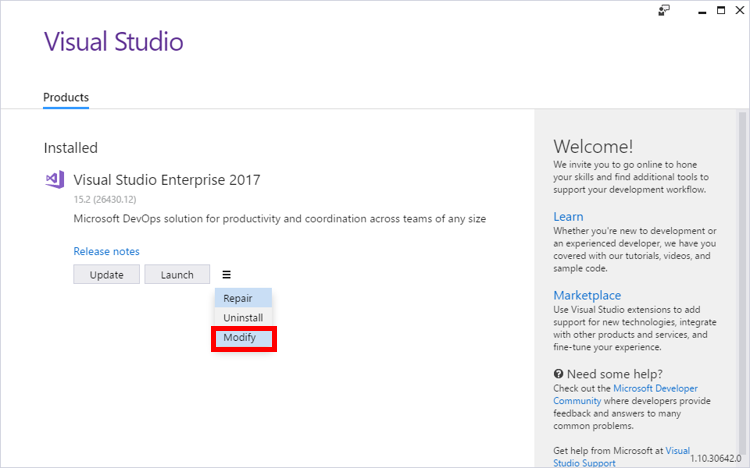 Visual Studio
Products
Installed
Visual Studio Enterprise 2017
15.2 (26430.12)
Microsoft DevOps solution for productivity and coordination across teams of any size
Release notes
Update
Launch
Repair
Uninstall
Modify
Welcome!
We invite you to go online to hone
your skills and find additional tools to
support your development workflow.
Learn
Whether you're new to development or
an experienced developer, we have you
covered with our tutorials, videos, and
sample code.
Marketplace
Use Visual Studio extensions to add
support for new technologies, integrate
with other products and services, and
fine-tune your experience.
Need some help?
Check out the Microsoft Developer
Community where developers provide
feedback and answers to many
common problems.
Get help from Microsoft at Visual
Studio Support
1.10.30642.0